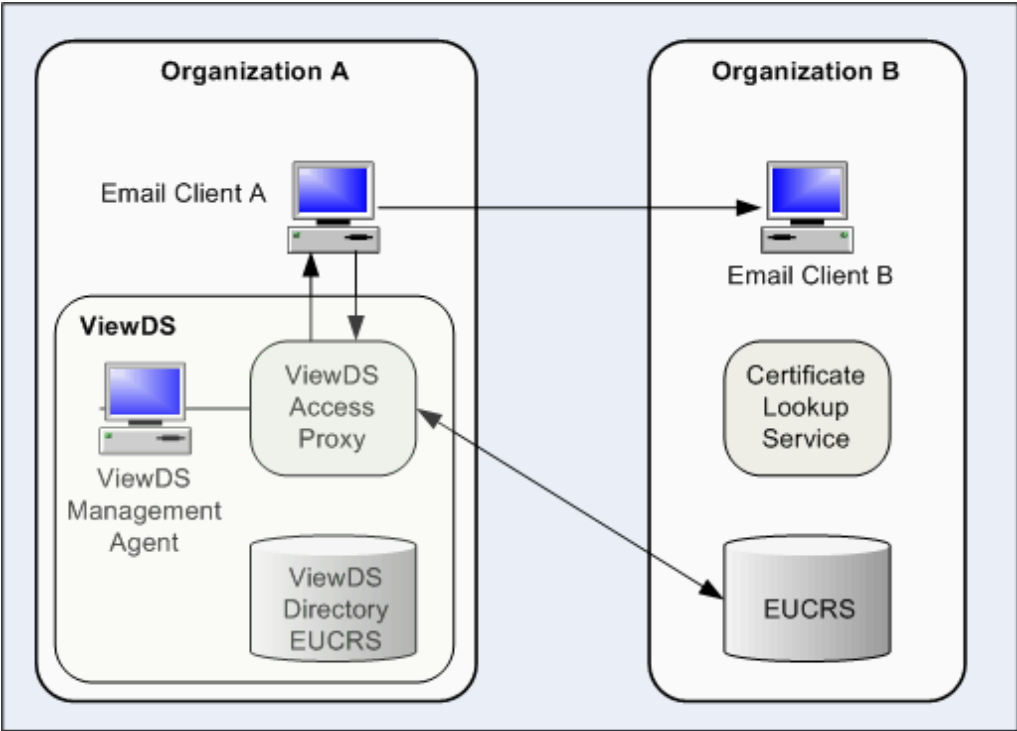 Organization A
Organization B
Email Client A
Email Client B
ViewDS
ViewDS
Access
Proxy
Certificate
Lookup
Service
ViewDS
Management
Agent
ViewDS
Directory
EUCRS
EUCRS